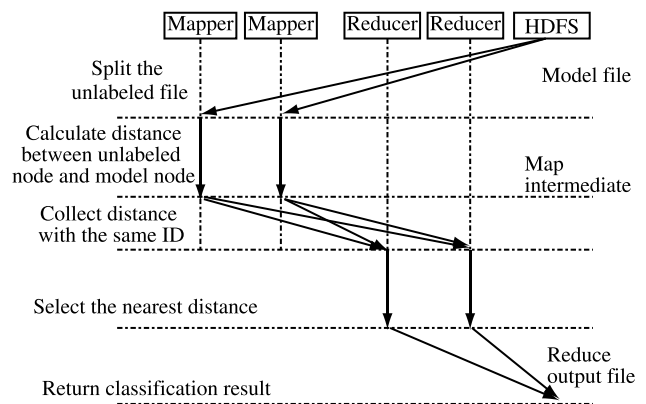 Mapper Mapper Reducer Reducer HDFS
Split the
unlabeled file
Model file
Calculate distance
between unlabeled
node and model node
Map
intermediate
Collect distance
with the same ID
Select the nearest distance
Reduce
output file
Return classification result